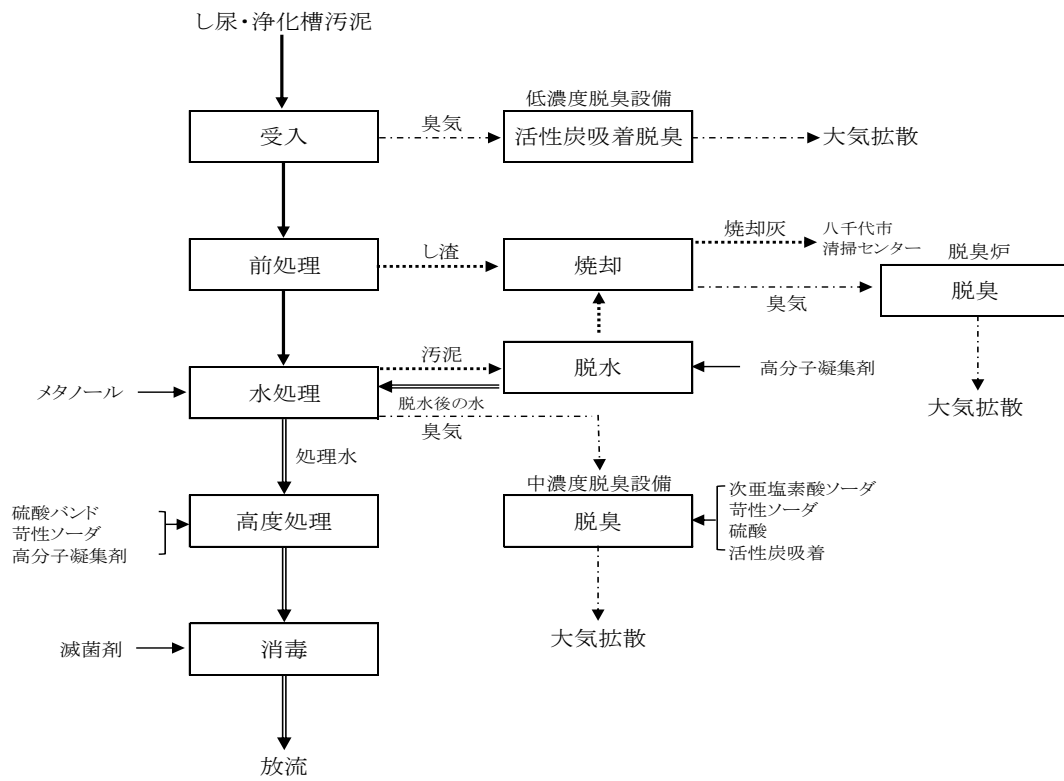 し尿・浄化槽汚泥
低濃度脱臭設備
受入
臭気
活性炭吸着脱臭
大気拡散
焼却灰
八千代市
清掃センター
前処理
し渣
焼却
脱臭炉
臭気
脱臭
汚泥
脱水
高分子凝集剤
メタノール
水処理
脱水後の水
臭気
大気拡散
処理水
中濃度脱臭設備
硫酸バンド
苛性ソーダ
高分子凝集剤
高度処理
脱臭
次亜塩素酸ソーダ
苛性ソーダ
硫酸
活性炭吸着
滅菌剤
消毒
大気拡散
放流